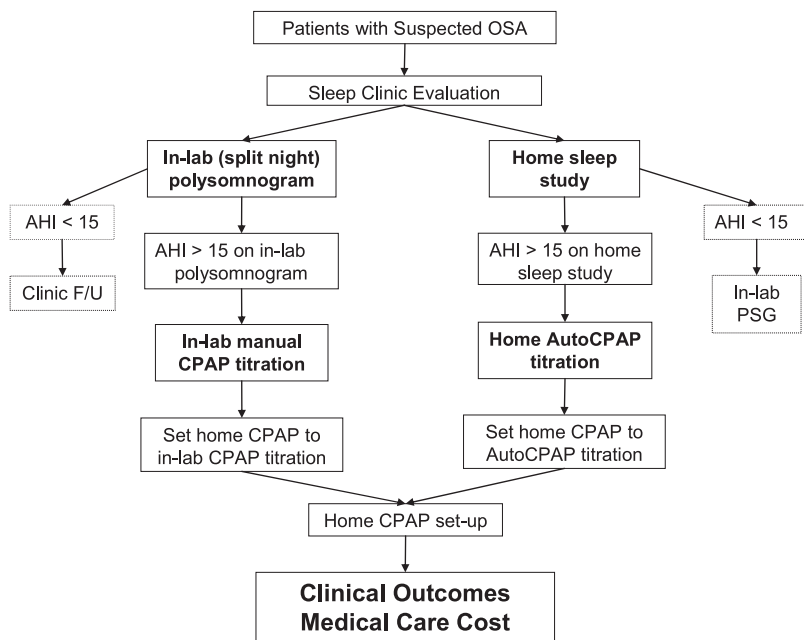 Patients with Suspected OSA
Sleep Clinic Evaluation
In-lab (split night)
polysomnogram
Home sleep
study
AHI < 15
AHI > 15 on in-lab
polysomnogram
AHI > 15 on home
sleep study
AHI < 15
Clinic F/U
In-lab
PSG
In-lab manual
CPAP titration
Home AutoCPAP
titration
Set home CPAP to
in-lab CPAP titration
Set home CPAP to
AutoCPAP titration
Home CPAP set-up
Clinical Outcomes
Medical Care Cost